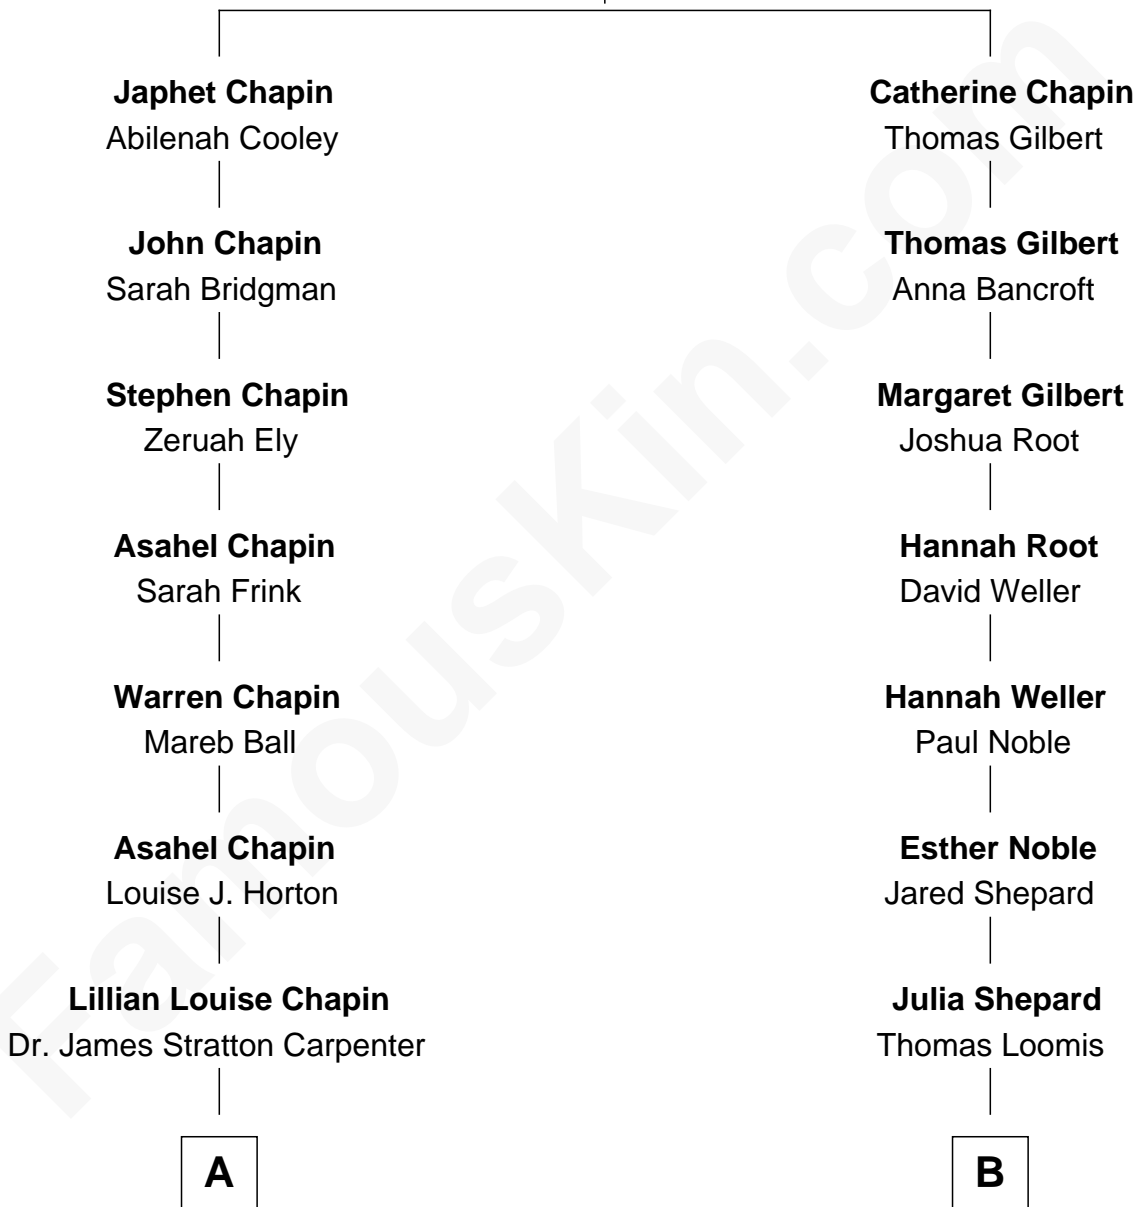 Japhet Chapin
Abilenah Cooley
John Chapin
Sarah Bridgman
Stephen Chapin
Zeruah Ely
Asahel Chapin
Sarah Frink
Warren Chapin
Mareb Ball
Asahel Chapin
Louise J. Horton
Lillian Louise Chapin
Dr. James Stratton Carpenter
A
Catherine Chapin
Thomas Gilbert
Thomas Gilbert
Anna Bancroft
Margaret Gilbert
Joshua Root
Hannah Root
David Weller
Hannah Weller
Paul Noble
Esther Noble
Jared Shepard
Julia Shepard
Thomas Loomis
B
FamousKin.com